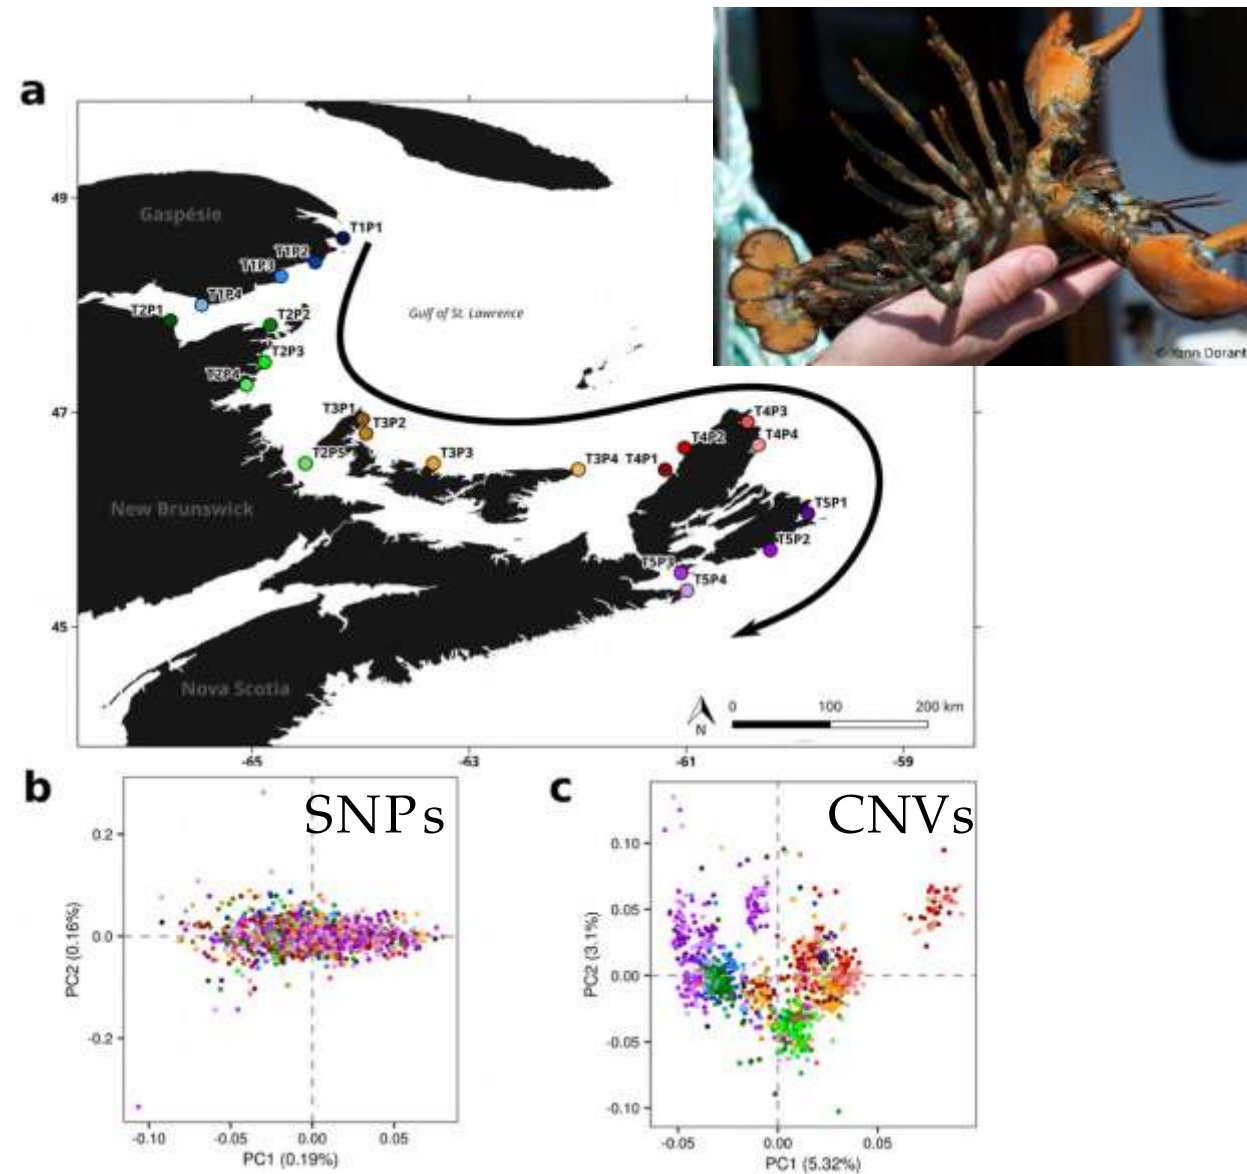 a
49
47
45
-65
-63
-61
-59
Gaspésie
New Brunswick
Nova Scotia
Gulf of St. Lawrence
T1P1
T1P2
T1P3
T1P4
T2P1
T2P2
T2P3
T2P4
T2P5
T3P1
T3P2
T3P3
T3P4
T4P1
T4P2
T4P3
T4P4
T5P1
T5P2
T5P3
T5P4
N
0 100 200 km
© Yann Dorant
b
SNPs
0.2
0.0
-0.2
PC2 (0.16%)
-0.10 -0.05 0.00 0.05
PC1 (0.19%)
c
CNVs
0.10
0.05
0.00
-0.05
-0.10
PC2 (3.1%)
-0.05 0.00 0.05
PC1 (5.32%)